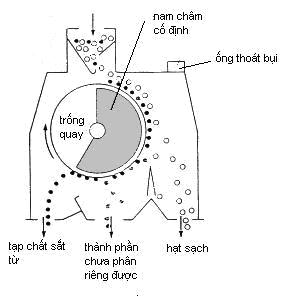 nam châm
cố định
ống thoát bụi
trống
quay
tạp chất sắt
từ
thành phần
chưa phân
riêng được
hạt sạch